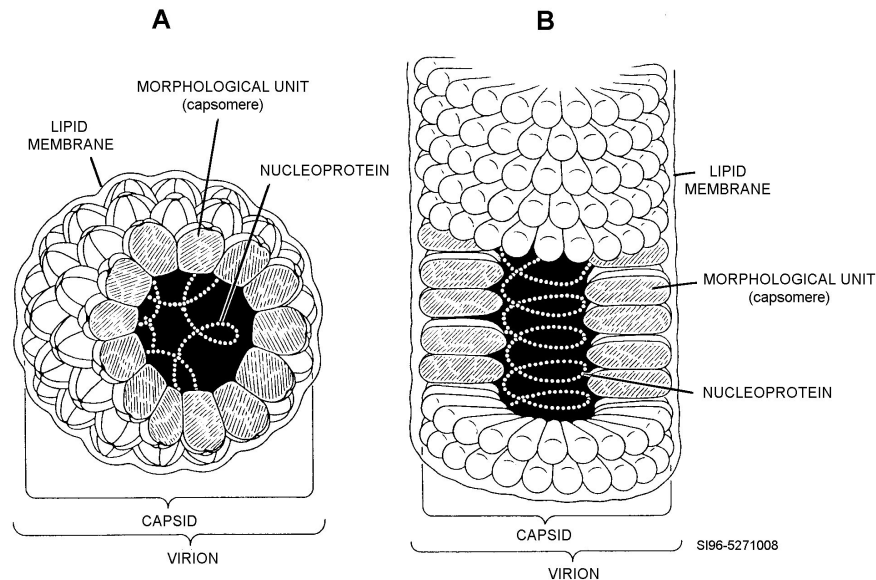 A
MORPHOLOGICAL UNIT
(capsomere)
LIPID
MEMBRANE
NUCLEOPROTEIN
CAPSID
VIRION
B
LIPID
MEMBRANE
MORPHOLOGICAL UNIT
(capsomere)
NUCLEOPROTEIN
CAPSID
VIRION
SI96-5271008